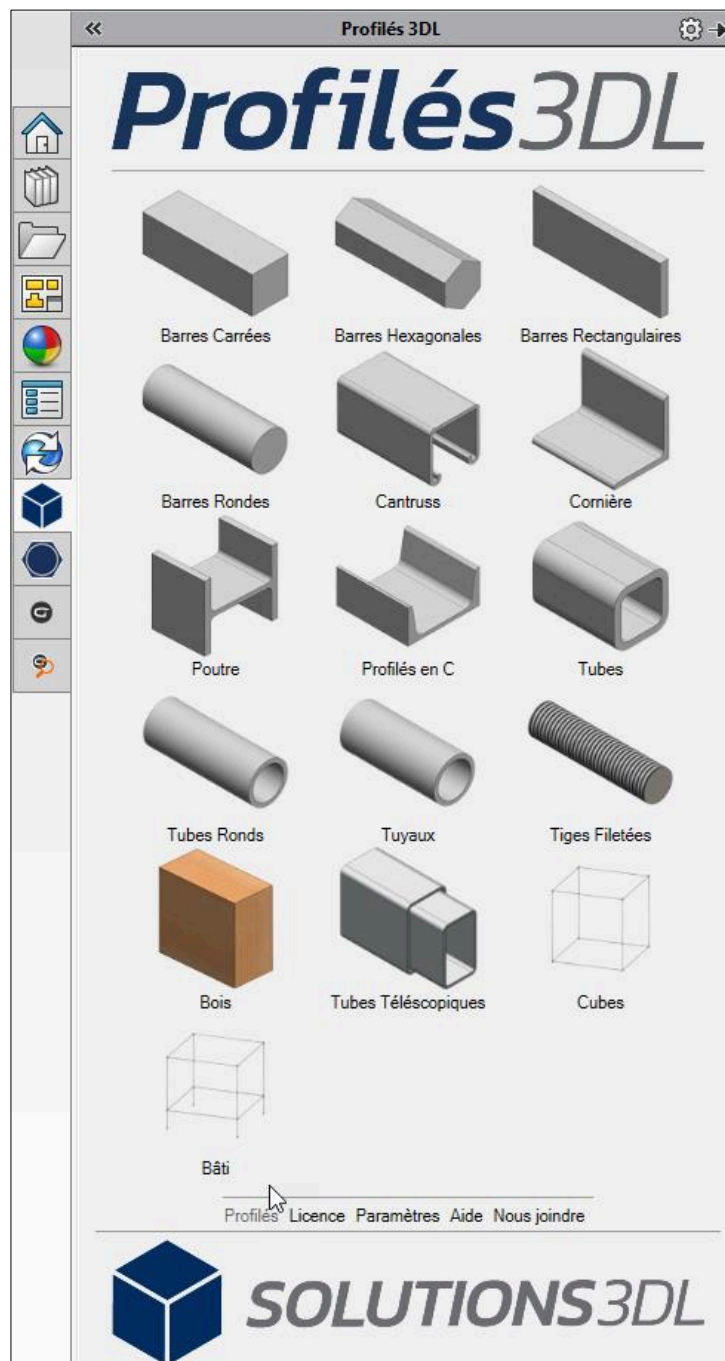 Profilés 3DL
Profilés3DL
Barres Carrées Barres Hexagonales Barres Rectangulaires
Barres Rondes Cantruss Cornière
Poutre Profilés en C Tubes
Tubes Ronds Tuyaux Tiges Filetées
Bois Tubes Téléscopiques Cubes
Bâti
Profilés Licence Paramètres Aide Nous joindre
SOLUTIONS3DL